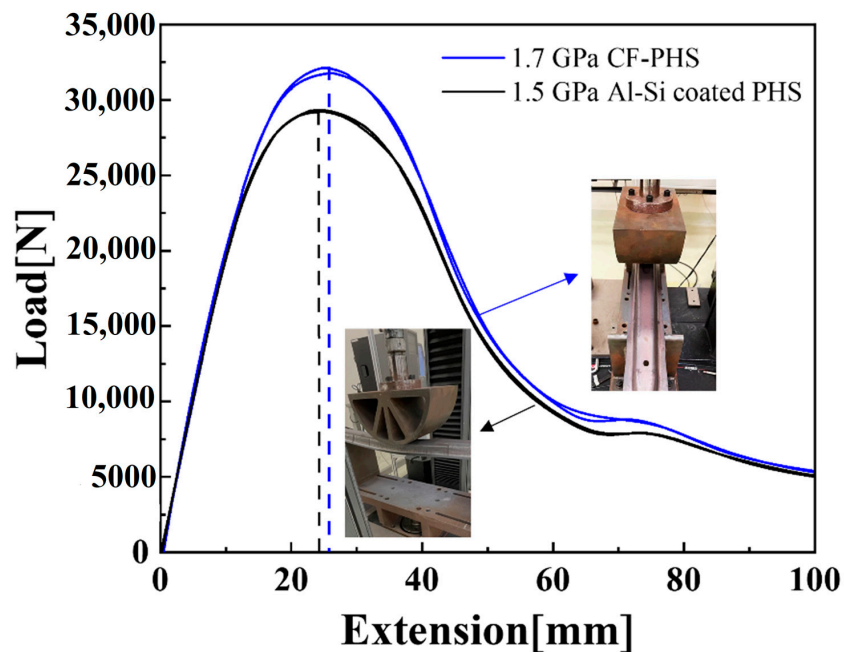 35,000
30,000
25,000
20,000
15,000
10,000
5000
0
Load[N]
1.7 GPa CF-PHS
1.5 GPa Al-Si coated PHS
0 20 40 60 80 100
Extension[mm]